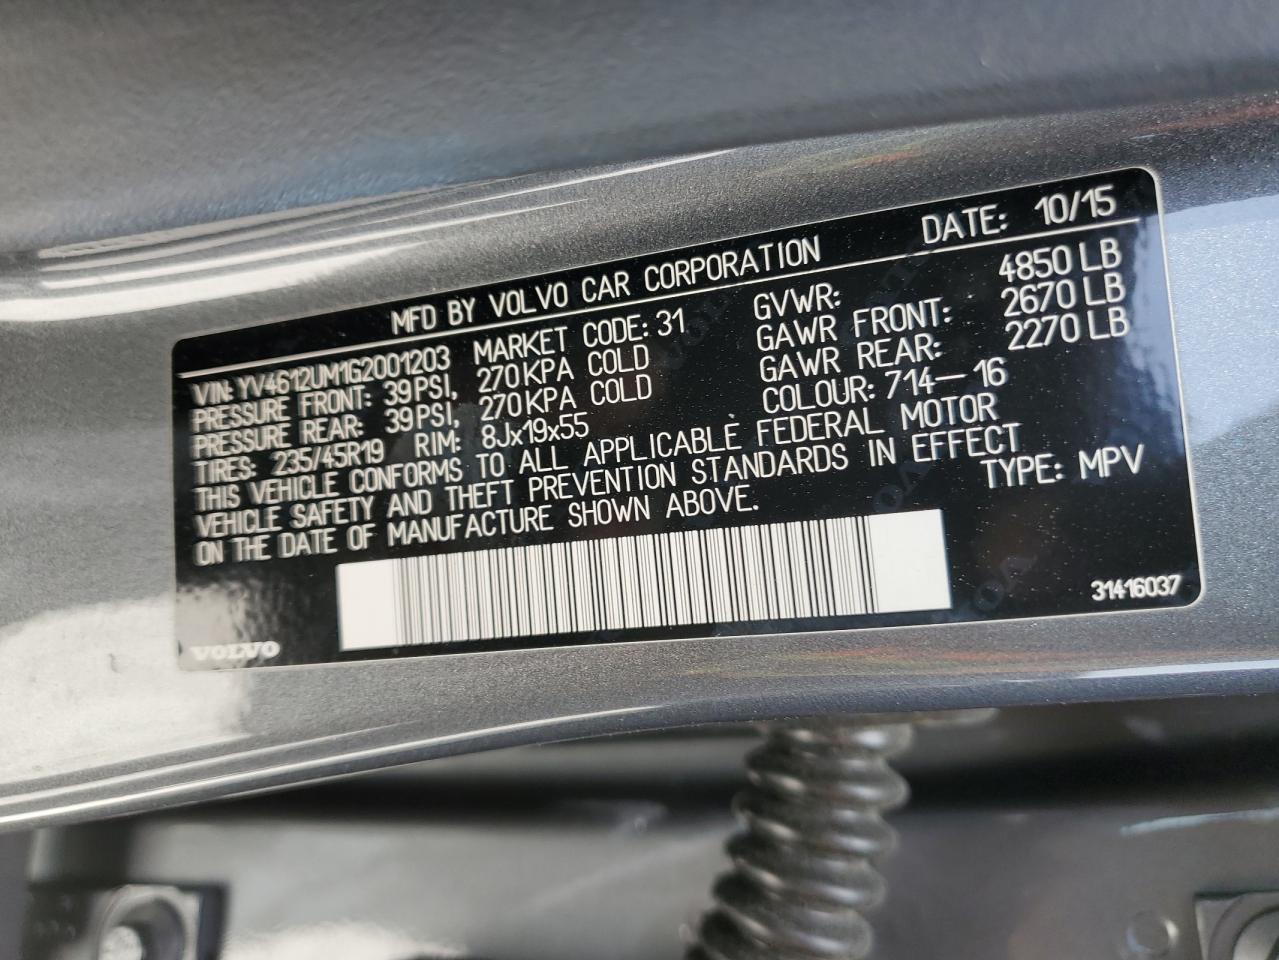 MFD BY VOLVO CAR CORPORATION DATE: 10/15
VIN: YV4612UM1G2001203 MARKET CODE: 31 GVWR: 4850 LB
PRESSURE FRONT: 39 PSI, 270 KPA COLD GAWR FRONT: 2670 LB
PRESSURE REAR: 39 PSI, 270 KPA COLD GAWR REAR: 2270 LB
TIRES: 235/45R19 RIM: 8Jx19x55 COLOUR: 714-16
THIS VEHICLE CONFORMS TO ALL APPLICABLE FEDERAL MOTOR
VEHICLE SAFETY AND THEFT PREVENTION STANDARDS IN EFFECT
ON THE DATE OF MANUFACTURE SHOWN ABOVE. TYPE: MPV
31416037
VOLVO